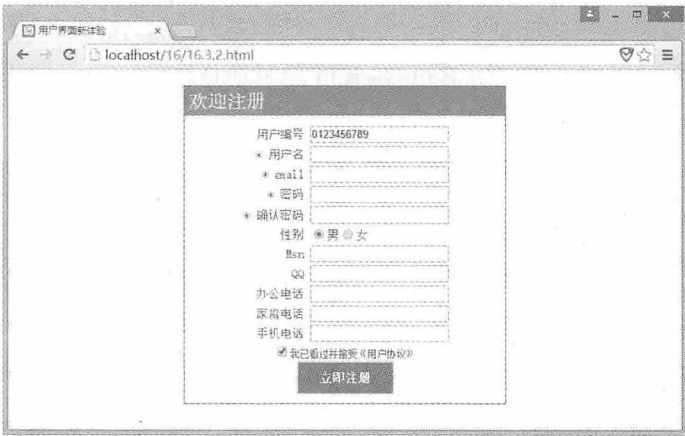 用户界面新体验
localhost/16/16.3.2.html
欢迎注册
用户编号 0123456789
* 用户名
* email
* 密码
* 确认密码
性别 男 女
Msn
QQ
办公电话
家庭电话
手机电话
我已看过并接受《用户协议》
立即注册